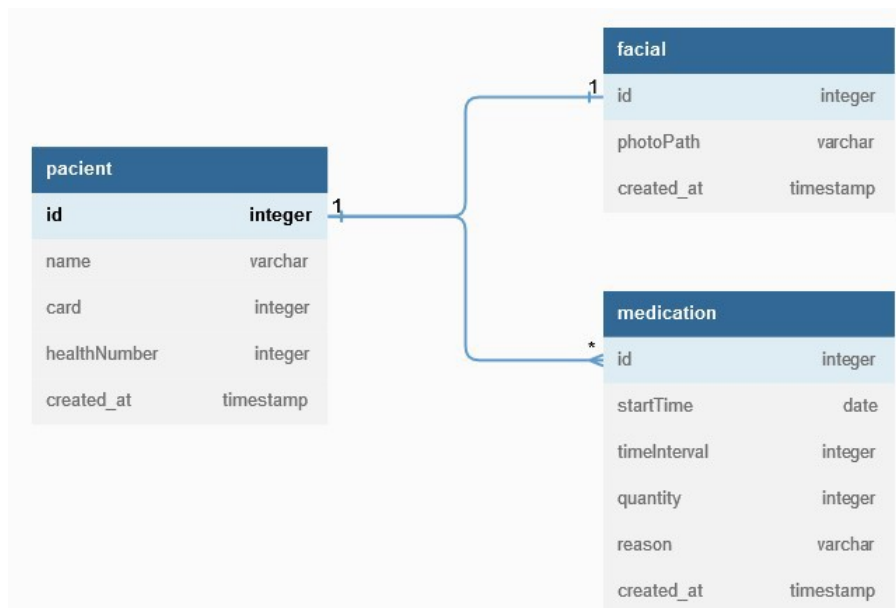 pacient
id integer 1
name varchar
card integer
healthNumber integer
created_at timestamp
facial
1 id integer
photoPath varchar
created_at timestamp
medication
* id integer
startTime date
timeInterval integer
quantity integer
reason varchar
created_at timestamp